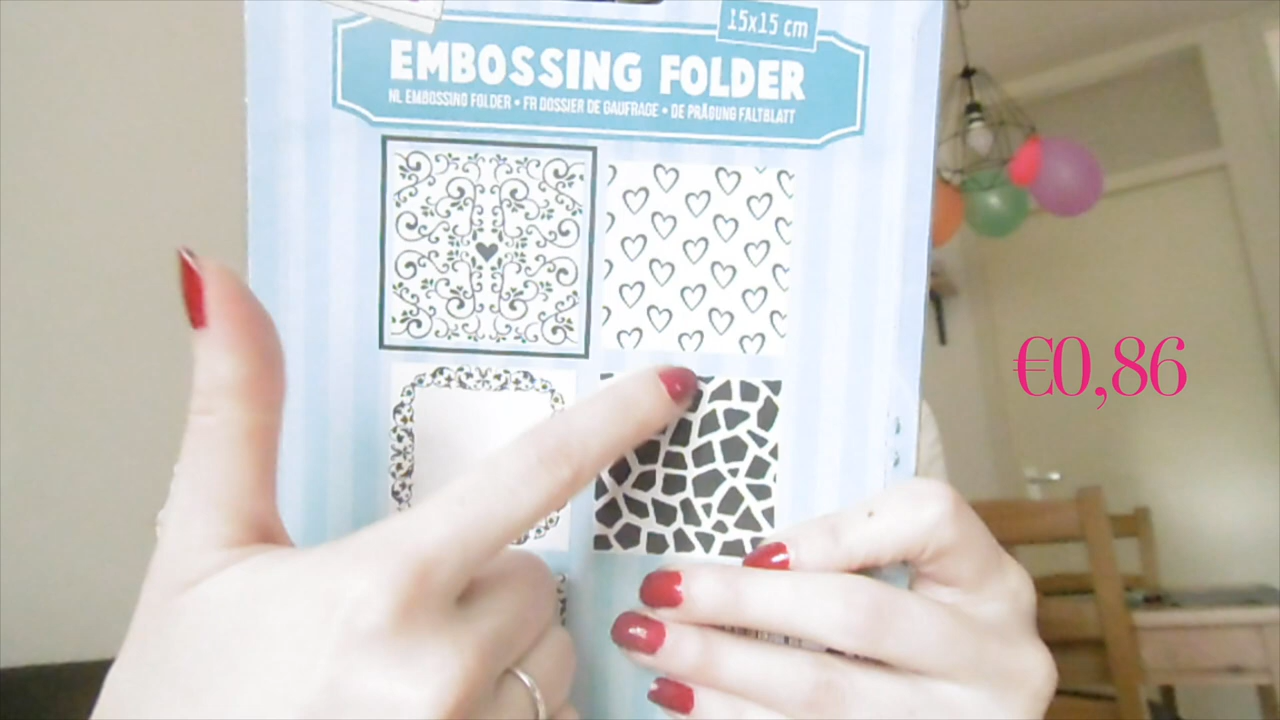 15x15 cm
EMBOSSING FOLDER
NL EMBOSSING FOLDER • FR DOSSIER DE GAUFRAGE • DE PRÄGUNG FALTBLATT
€0,86